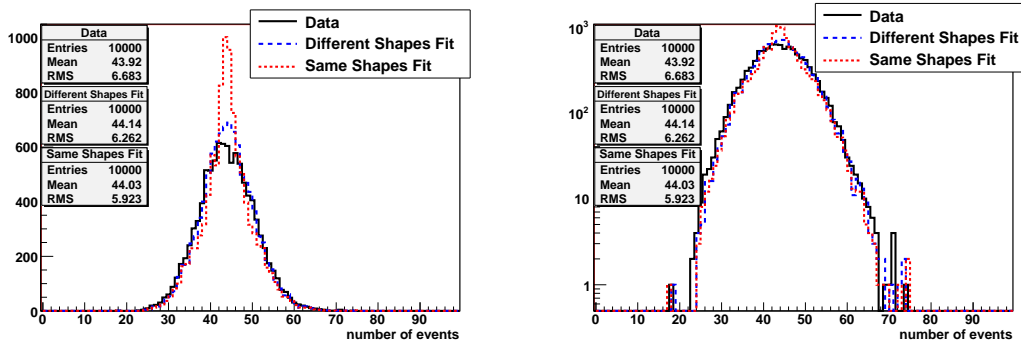 Data
Different Shapes Fit
Same Shapes Fit
Data
Entries 10000
Mean 43.92
RMS 6.683
Different Shapes Fit
Entries 10000
Mean 44.14
RMS 6.262
Same Shapes Fit
Entries 10000
Mean 44.03
RMS 5.923
1000
800
600
400
200
0
0 10 20 30 40 50 60 70 80 90
number of events
Data
Different Shapes Fit
Same Shapes Fit
Data
Entries 10000
Mean 43.92
RMS 6.683
Different Shapes Fit
Entries 10000
Mean 44.14
RMS 6.262
Same Shapes Fit
Entries 10000
Mean 44.03
RMS 5.923
10³
10²
10
1
0 10 20 30 40 50 60 70 80 90
number of events